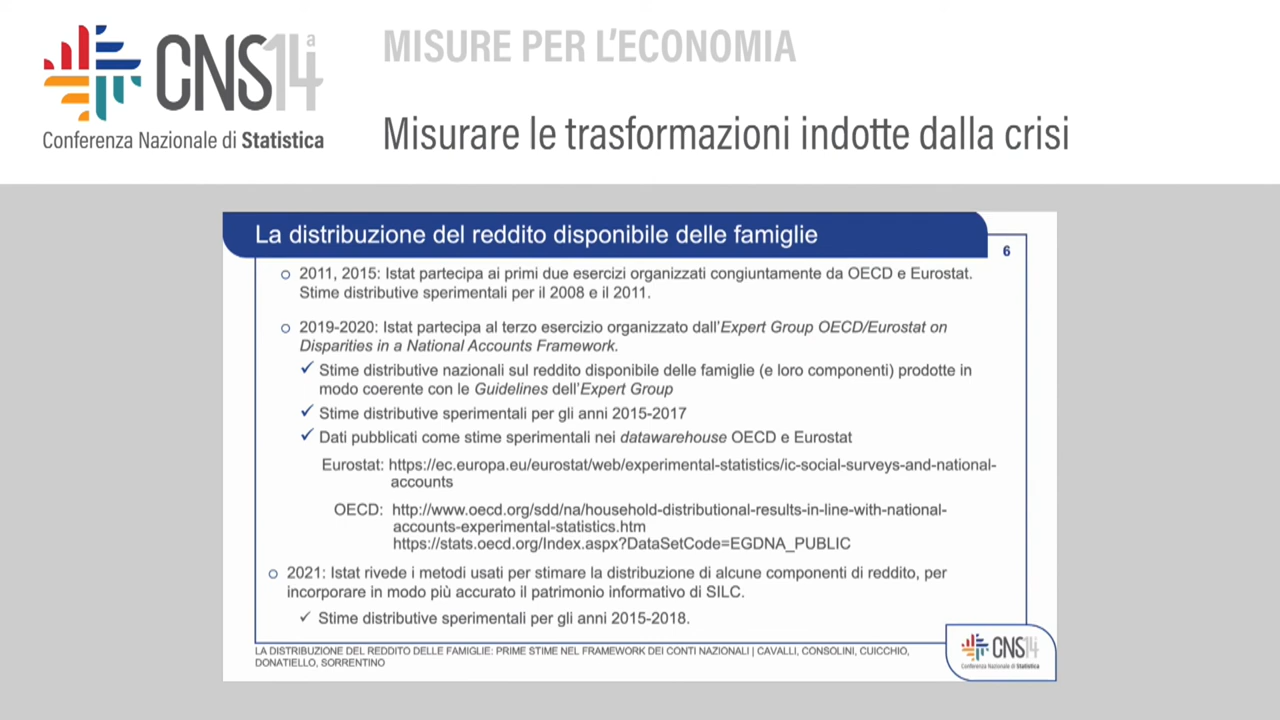 CNS14a
Conferenza Nazionale di Statistica
MISURE PER L'ECONOMIA
Misurare le trasformazioni indotte dalla crisi
La distribuzione del reddito disponibile delle famiglie
6
2011, 2015: Istat partecipa ai primi due esercizi organizzati congiuntamente da OECD e Eurostat.
Stime distributive sperimentali per il 2008 e il 2011.
2019-2020: Istat partecipa al terzo esercizio organizzato dall'Expert Group OECD/Eurostat on
Disparities in a National Accounts Framework.
✓ Stime distributive nazionali sul reddito disponibile delle famiglie (e loro componenti) prodotte in
modo coerente con le Guidelines dell'Expert Group
✓ Stime distributive sperimentali per gli anni 2015-2017
✓ Dati pubblicati come stime sperimentali nei datawarehouse OECD e Eurostat
Eurostat: https://ec.europa.eu/eurostat/web/experimental-statistics/ic-social-surveys-and-national-
accounts
OECD: http://www.oecd.org/sdd/na/household-distributional-results-in-line-with-national-
accounts-experimental-statistics.htm
https://stats.oecd.org/Index.aspx?DataSetCode=EGDNA_PUBLIC
2021: Istat rivede i metodi usati per stimare la distribuzione di alcune componenti di reddito, per
incorporare in modo più accurato il patrimonio informativo di SILC.
✓ Stime distributive sperimentali per gli anni 2015-2018.
LA DISTRIBUZIONE DEL REDDITO DELLE FAMIGLIE: PRIME STIME NEL FRAMEWORK DEI CONTI NAZIONALI | CAVALLI, CONSOLINI, CUICCHIO,
DONATIELLO, SORRENTINO
CNS14a
Conferenza Nazionale di Statistica